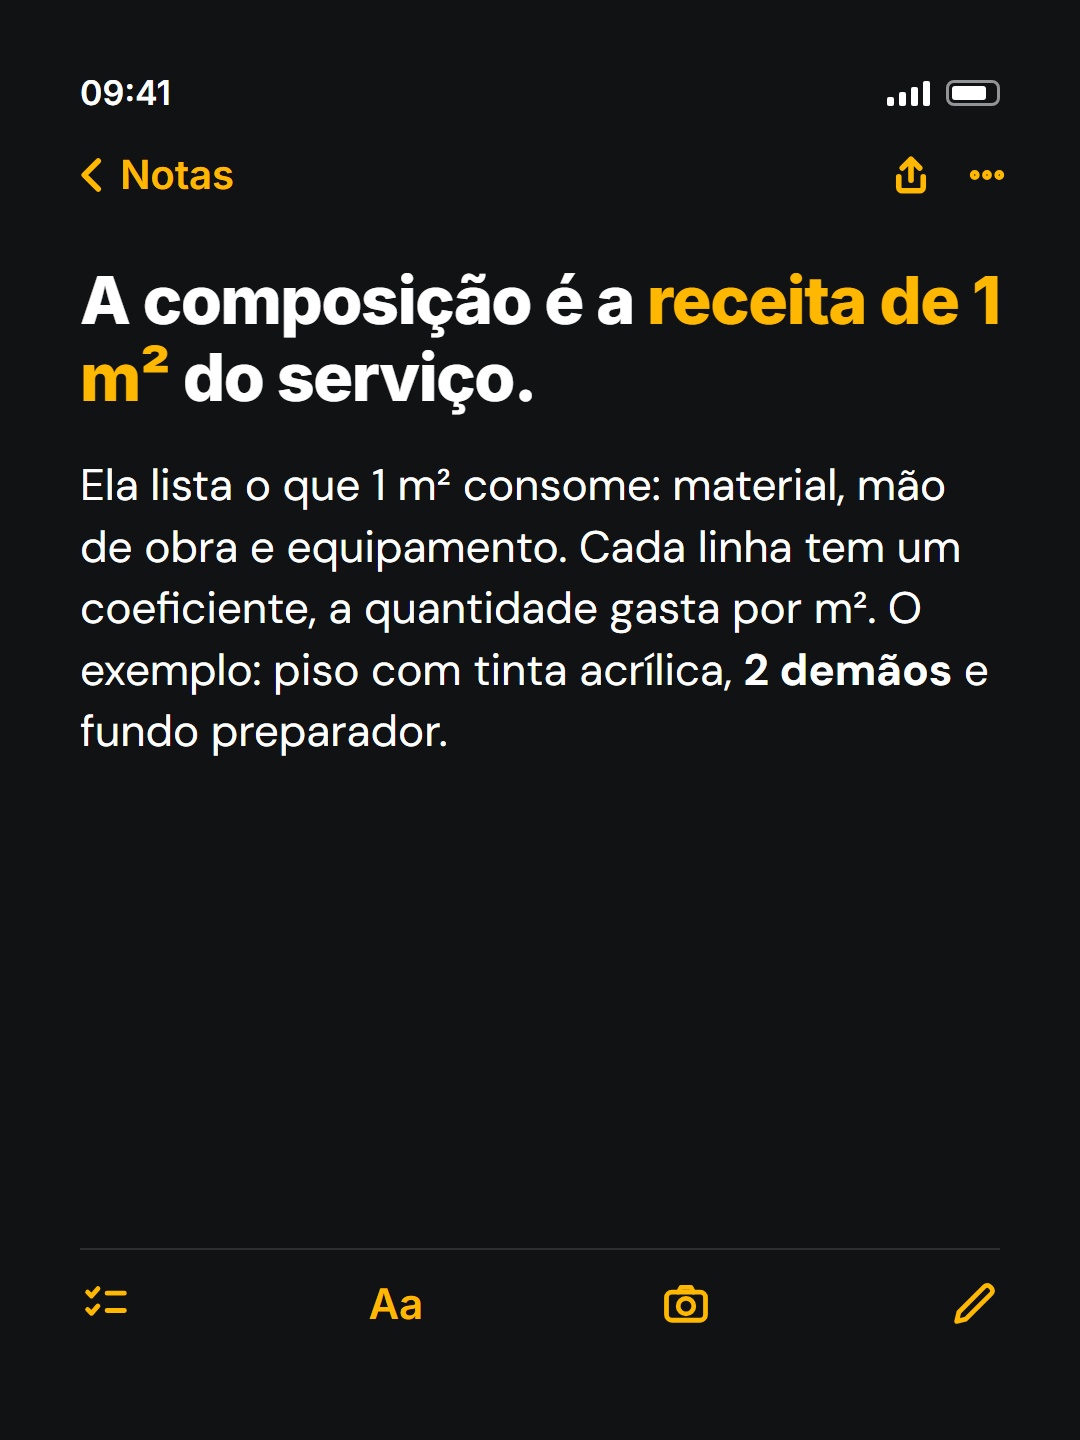 09:41
Notas
A composição é a receita de 1
m² do serviço.
Ela lista o que 1 m² consome: material, mão
de obra e equipamento. Cada linha tem um
coeficiente, a quantidade gasta por m². O
exemplo: piso com tinta acrílica, 2 demãos e
fundo preparador.
Aa